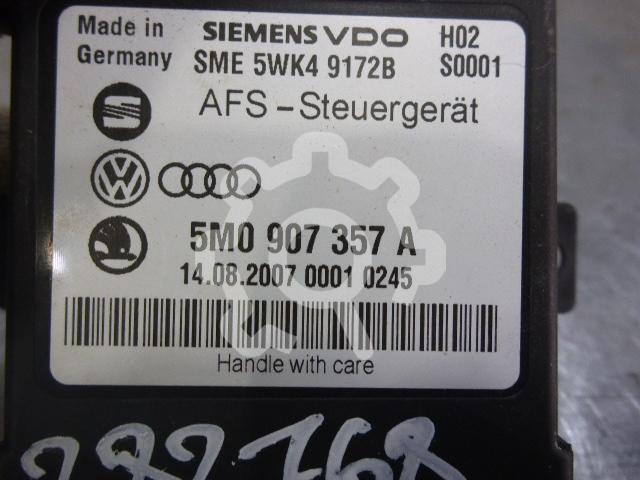 Made in SIEMENS VDO H02
Germany SME 5WK4 9172B S0001
AFS -Steuergerät
5M0 907 357 A
14.08.2007 0001 0245
Handle with care
282768